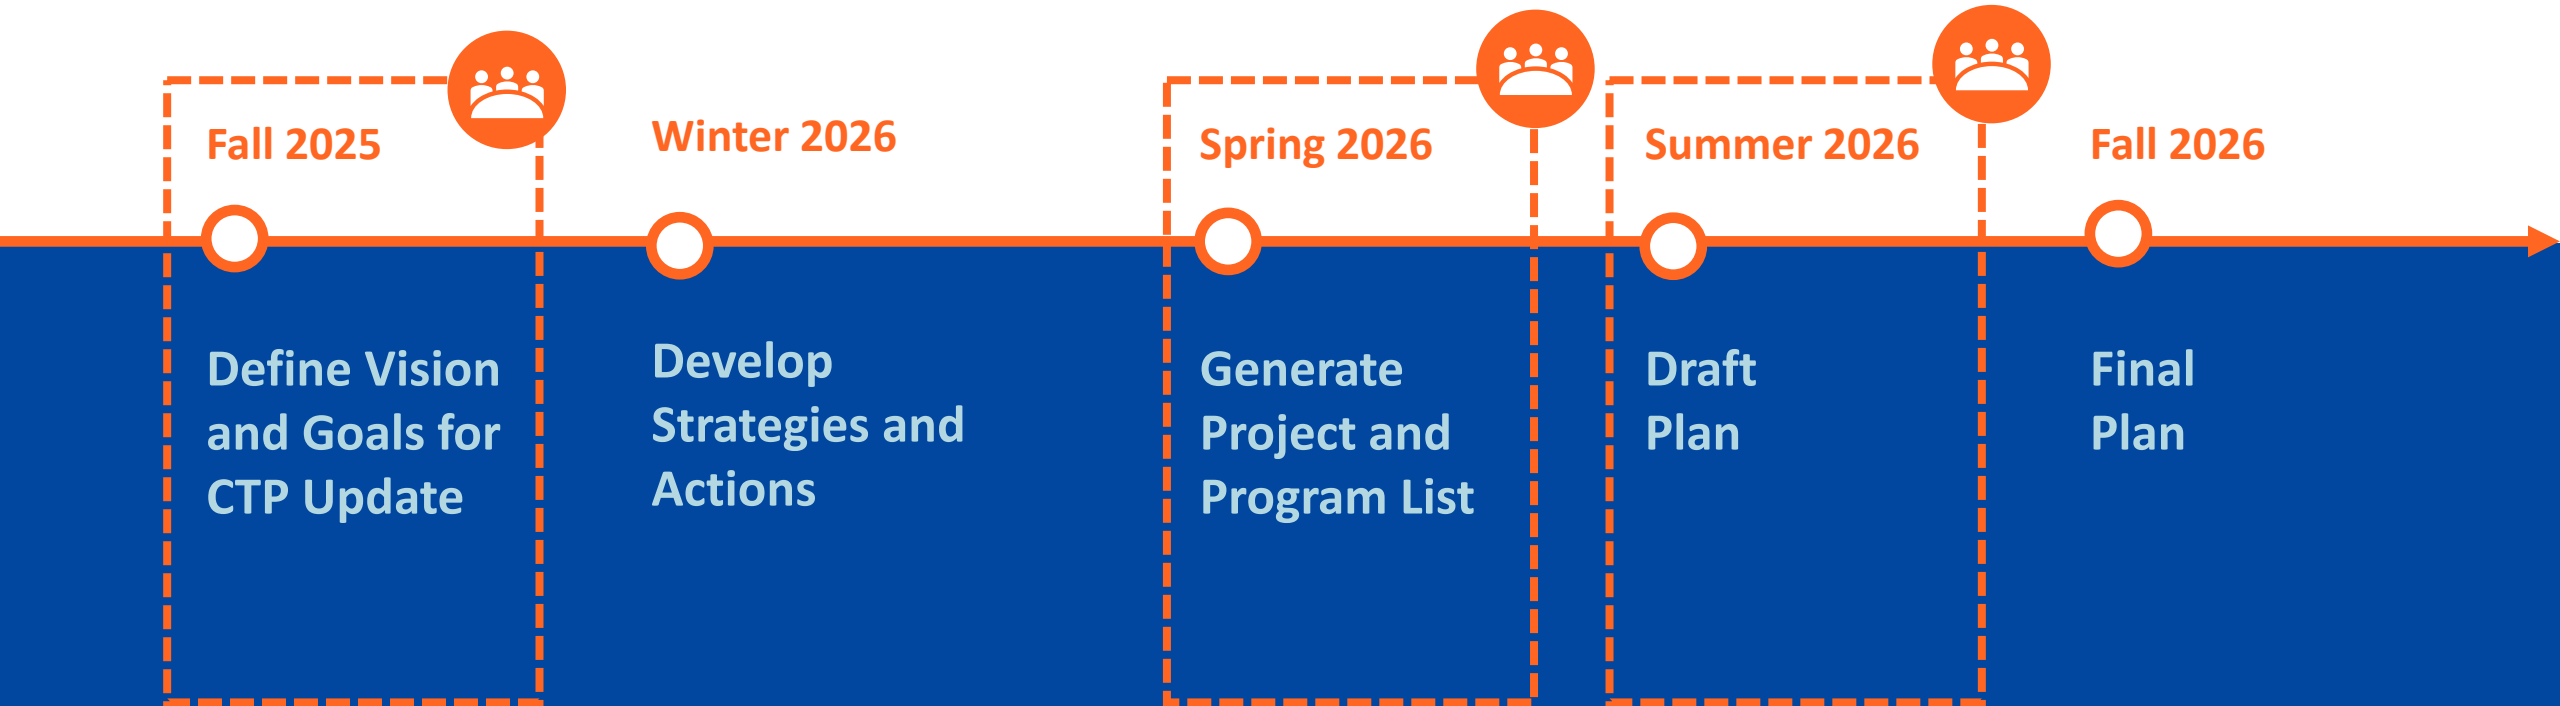 Fall 2025
Winter 2026
Spring 2026
Summer 2026
Fall 2026
Define Vision
and Goals for
CTP Update
Develop
Strategies and
Actions
Generate
Project and
Program List
Draft
Plan
Final
Plan